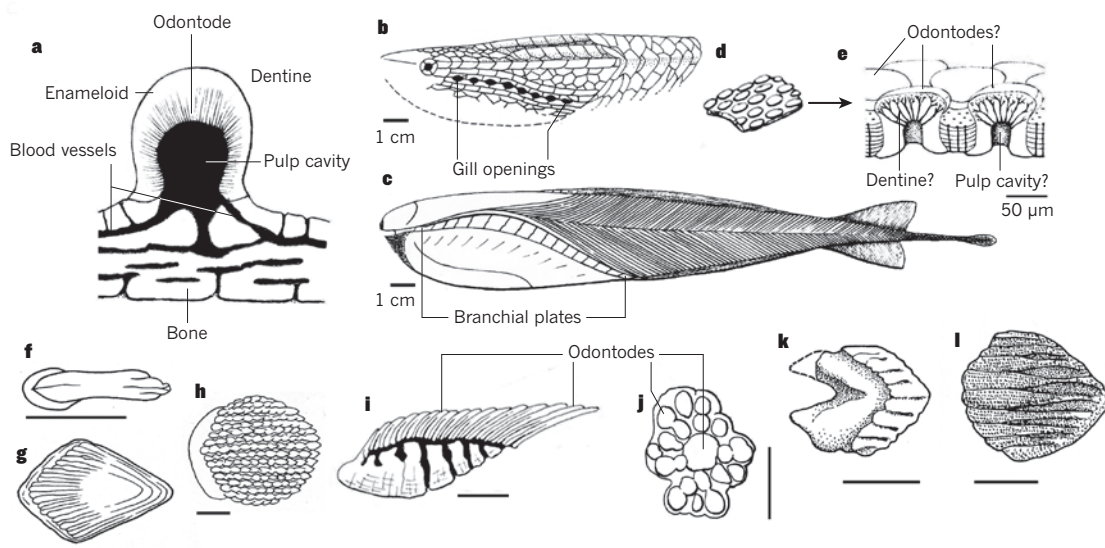 a
Odontode
Enameloid
Dentine
Blood vessels
Pulp cavity
Bone
b
1 cm
Gill openings
c
1 cm
Branchial plates
d
e
Odontodes?
Dentine?
Pulp cavity?
50 µm
f
g
h
i
Odontodes
j
k
l